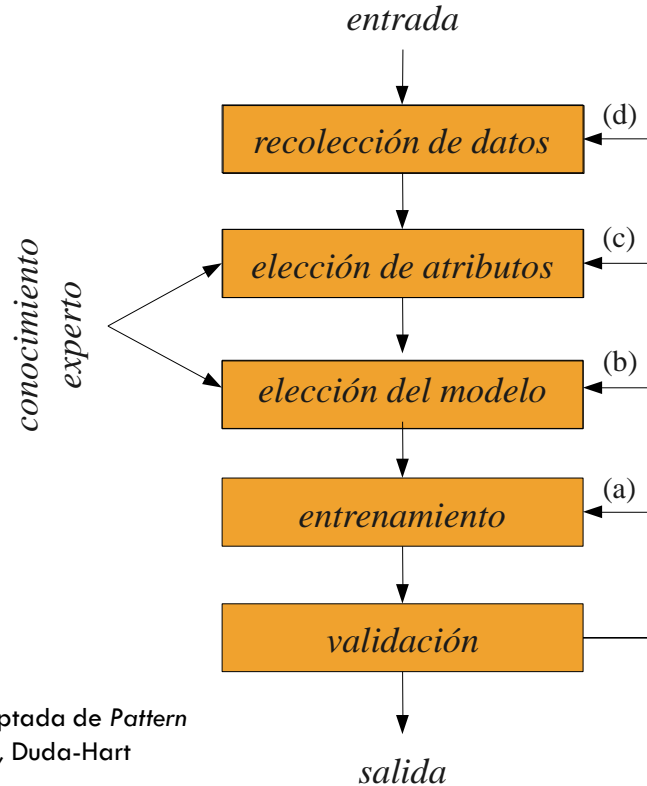 entrada
(d)
recolección de datos
(c)
elección de atributos
conocimiento
experto
(b)
elección del modelo
(a)
entrenamiento
validación
ptada de Pattern
, Duda-Hart
salida